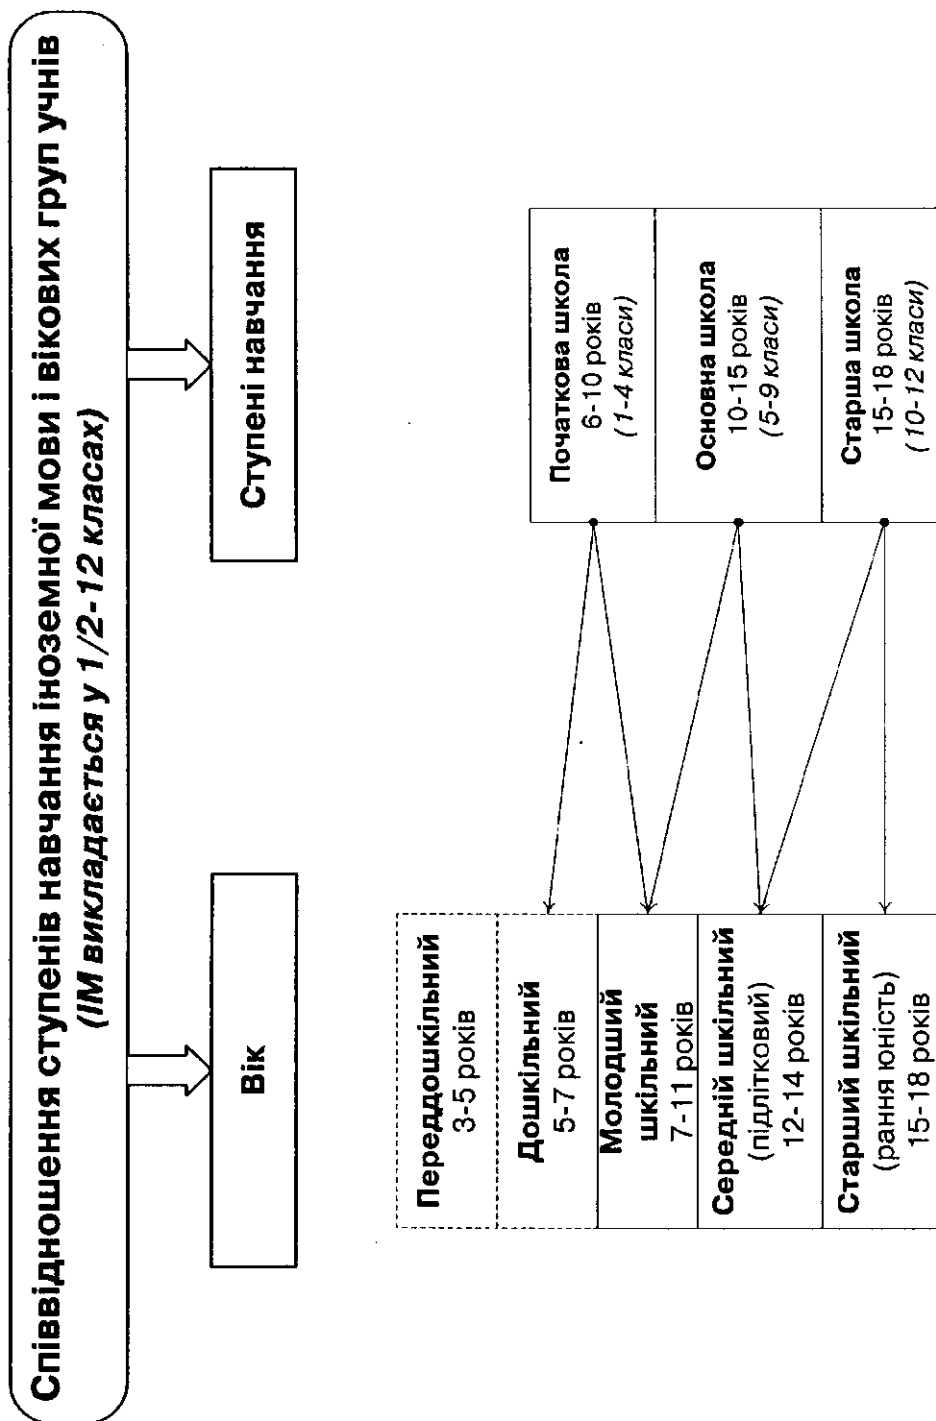 Співвідношення ступенів навчання іноземної мови і вікових груп учнів
(ІМ викладається у 1/2-12 класах)
Вік
Ступені навчання
Переддошкільний
3-5 років
Дошкільний
5-7 років
Молодший
шкільний
7-11 років
Середній шкільний
(підлітковий)
12-14 років
Старший шкільний
(рання юність)
15-18 років
Початкова школа
6-10 років
(1-4 класи)
Основна школа
10-15 років
(5-9 класи)
Старша школа
15-18 років
(10-12 класи)